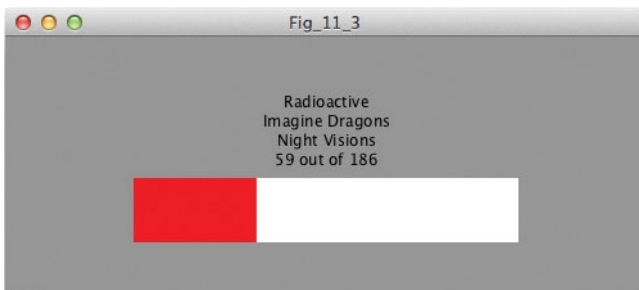 Fig_11_3
Radioactive
Imagine Dragons
Night Visions
59 out of 186